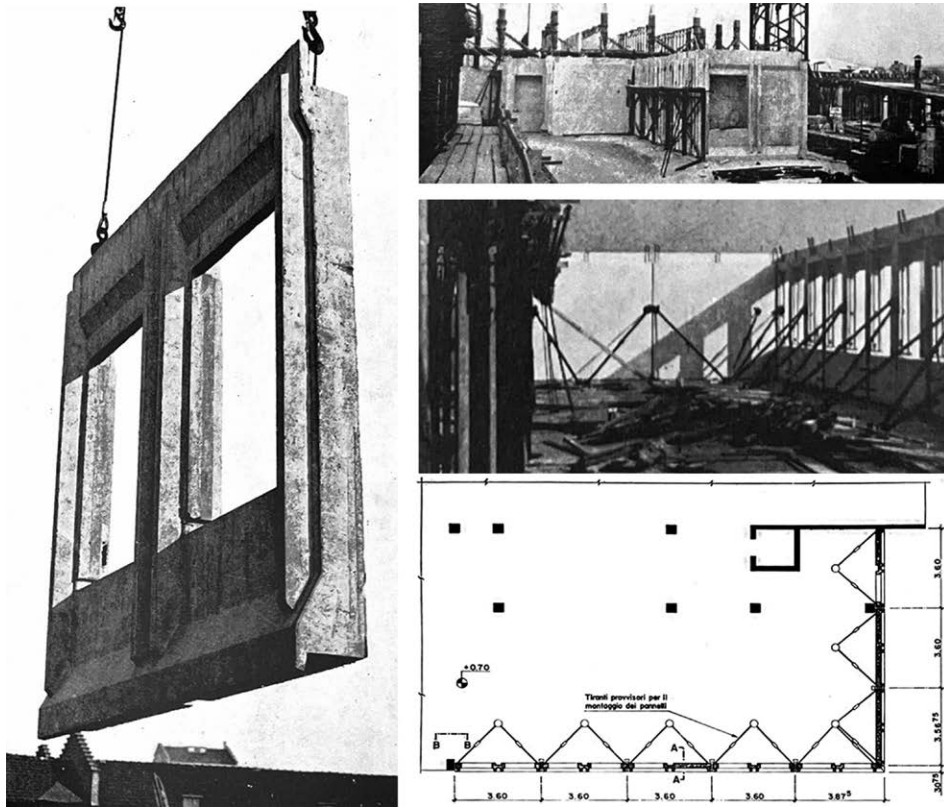 +0.70
Tiranti provvisori per il
montaggio dei pannelli
B
B
A
A
3.60
3.60
3.60
3.60
3.87⁵
3.60
3.60
3.5675
30⁷⁵